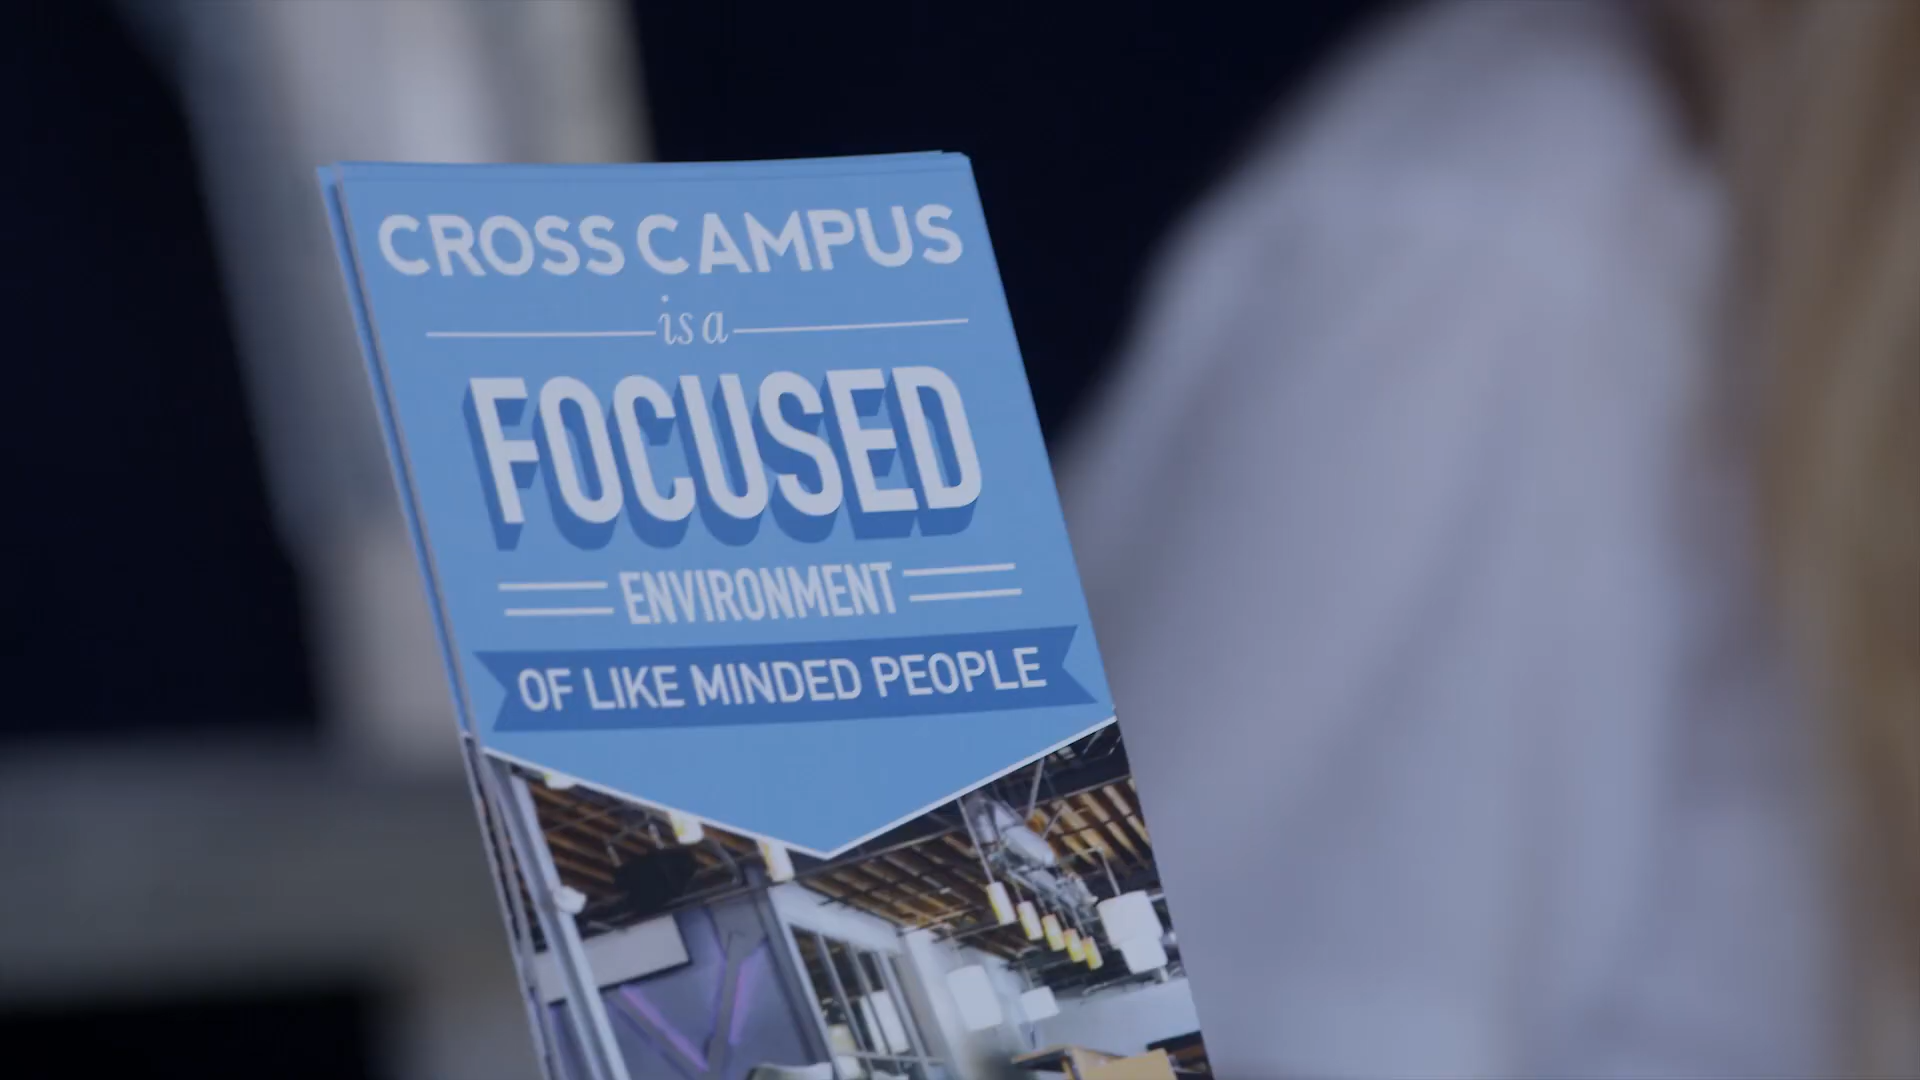 CROSS CAMPUS
is a
FOCUSED
ENVIRONMENT
OF LIKE MINDED PEOPLE